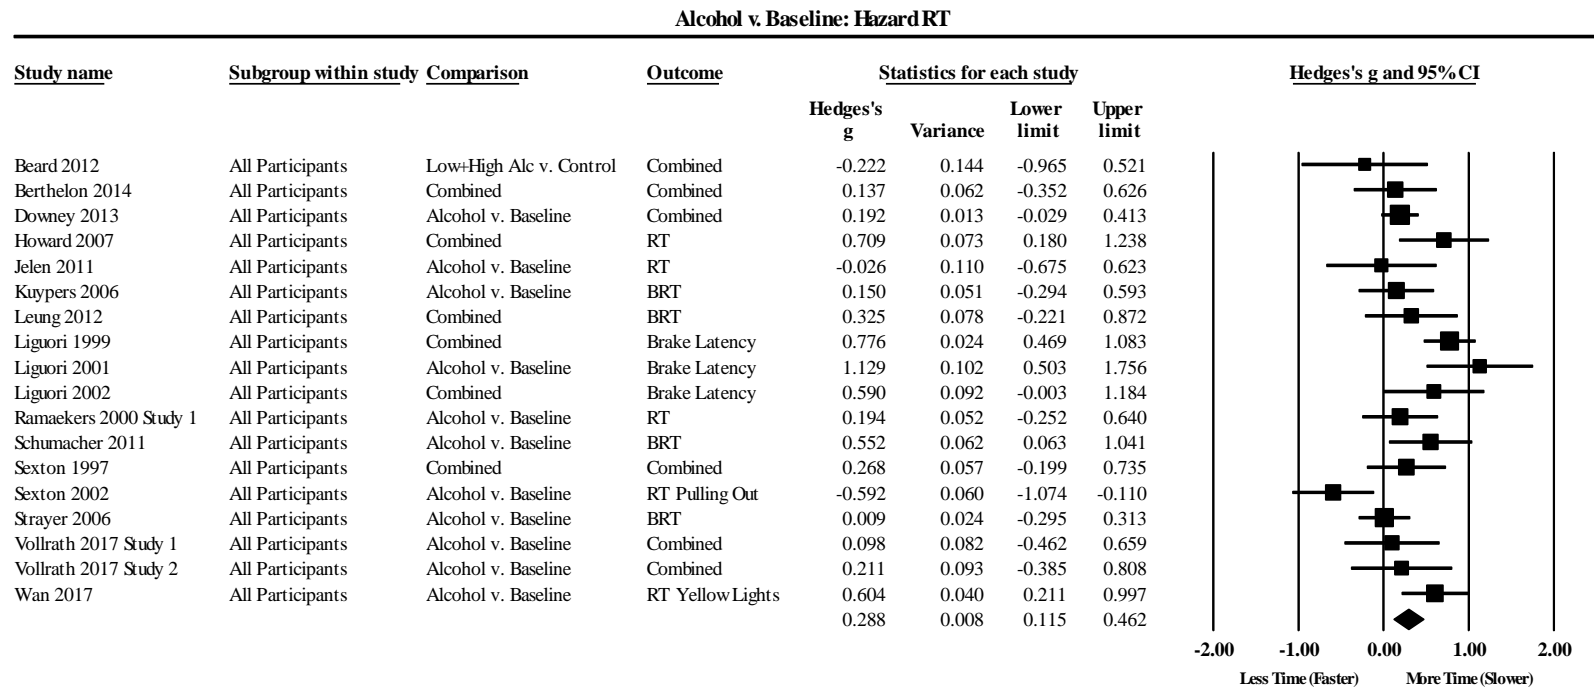 Alcohol v. Baseline: Hazard RT
Study name Subgroup within study Comparison Outcome Statistics for each study Hedges's g and 95% CI
Hedges's g Variance Lower limit Upper limit
Beard 2012 All Participants Low+High Alc v. Control Combined -0.222 0.144 -0.965 0.521
Berthelon 2014 All Participants Combined Combined 0.137 0.062 -0.352 0.626
Downey 2013 All Participants Alcohol v. Baseline Combined 0.192 0.013 -0.029 0.413
Howard 2007 All Participants Combined RT 0.709 0.073 0.180 1.238
Jelen 2011 All Participants Alcohol v. Baseline RT -0.026 0.110 -0.675 0.623
Kuypers 2006 All Participants Alcohol v. Baseline BRT 0.150 0.051 -0.294 0.593
Leung 2012 All Participants Combined BRT 0.325 0.078 -0.221 0.872
Liguori 1999 All Participants Combined Brake Latency 0.776 0.024 0.469 1.083
Liguori 2001 All Participants Alcohol v. Baseline Brake Latency 1.129 0.102 0.503 1.756
Liguori 2002 All Participants Combined Brake Latency 0.590 0.092 -0.003 1.184
Ramaekers 2000 Study 1 All Participants Alcohol v. Baseline RT 0.194 0.052 -0.252 0.640
Schumacher 2011 All Participants Alcohol v. Baseline BRT 0.552 0.062 0.063 1.041
Sexton 1997 All Participants Combined Combined 0.268 0.057 -0.199 0.735
Sexton 2002 All Participants Alcohol v. Baseline RT Pulling Out -0.592 0.060 -1.074 -0.110
Strayer 2006 All Participants Alcohol v. Baseline BRT 0.009 0.024 -0.295 0.313
Vollrath 2017 Study 1 All Participants Alcohol v. Baseline Combined 0.098 0.082 -0.462 0.659
Vollrath 2017 Study 2 All Participants Alcohol v. Baseline Combined 0.211 0.093 -0.385 0.808
Wan 2017 All Participants Alcohol v. Baseline RT Yellow Lights 0.604 0.040 0.211 0.997
0.288 0.008 0.115 0.462
-2.00 -1.00 0.00 1.00 2.00
Less Time (Faster) More Time (Slower)